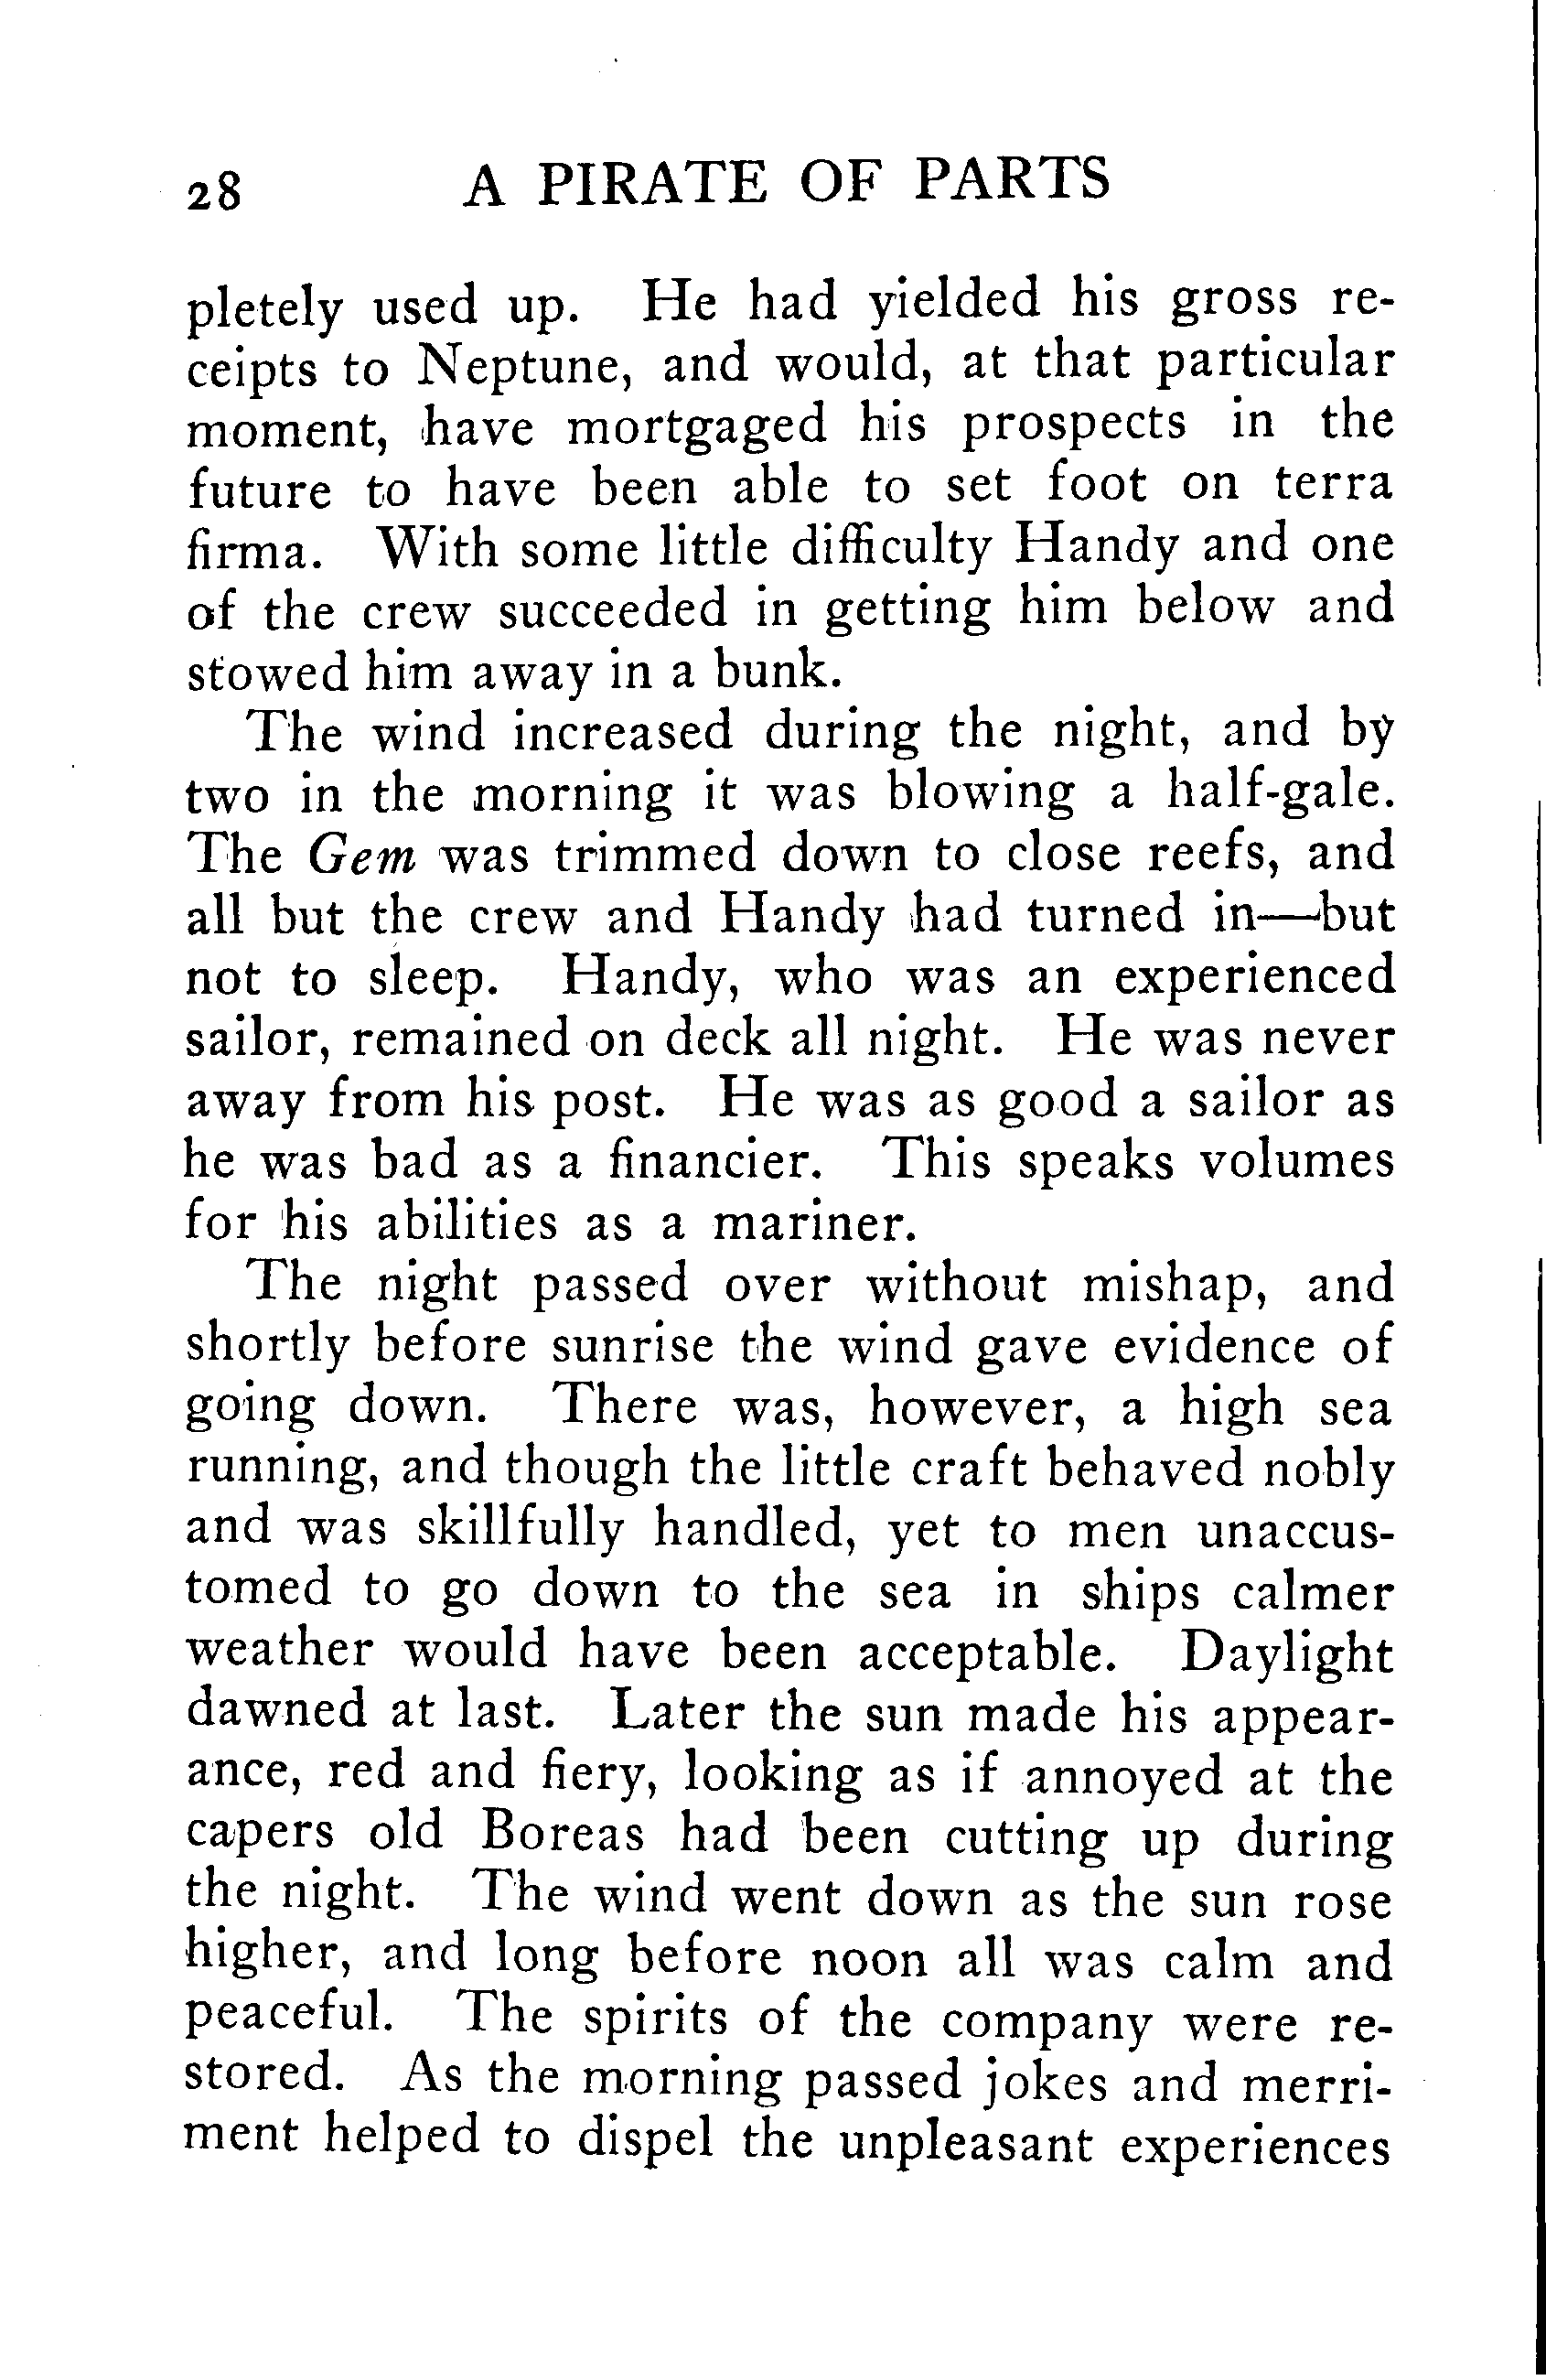 28 A PIRATE OF PARTS
pletely used up. He had yielded his gross re-
ceipts to Neptune, and would, at that particular
moment, have mortgaged his prospects in the
future to have been able to set foot on terra
firma. With some little difficulty Handy and one
of the crew succeeded in getting him below and
stowed him away in a bunk.
The wind increased during the night, and by
two in the morning it was blowing a half-gale.
The Gem was trimmed down to close reefs, and
all but the crew and Handy had turned in—but
not to sleep. Handy, who was an experienced
sailor, remained on deck all night. He was never
away from his post. He was as good a sailor as
he was bad as a financier. This speaks volumes
for his abilities as a mariner.
The night passed over without mishap, and
shortly before sunrise the wind gave evidence of
going down. There was, however, a high sea
running, and though the little craft behaved nobly
and was skillfully handled, yet to men unaccus-
tomed to go down to the sea in ships calmer
weather would have been acceptable. Daylight
dawned at last. Later the sun made his appear-
ance, red and fiery, looking as if annoyed at the
capers old Boreas had been cutting up during
the night. The wind went down as the sun rose
higher, and long before noon all was calm and
peaceful. The spirits of the company were re-
stored. As the morning passed jokes and merri-
ment helped to dispel the unpleasant experiences